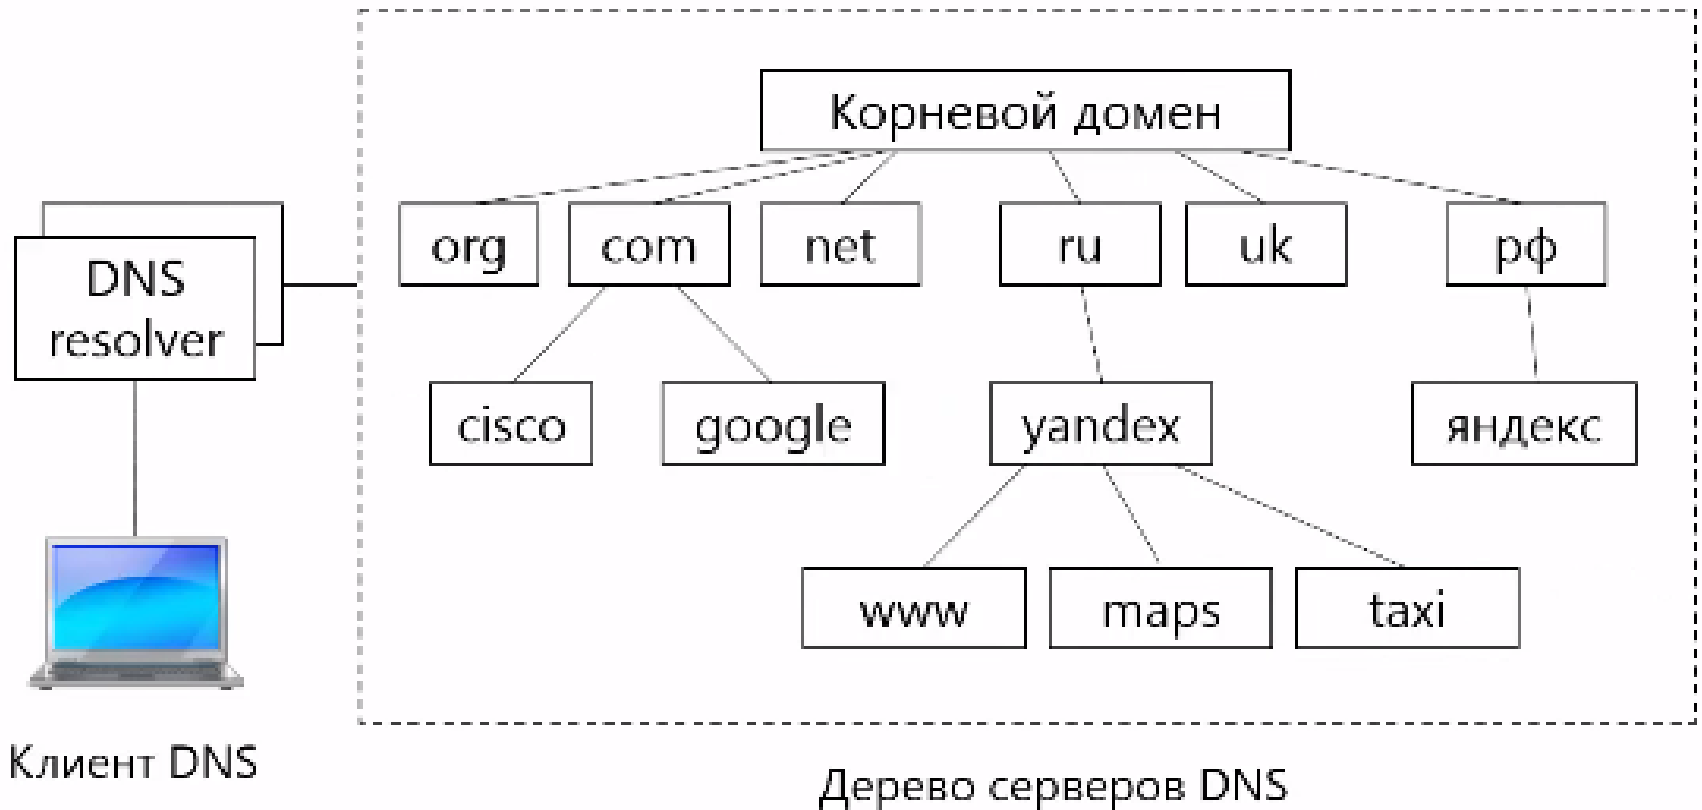 Корневой домен
org
com
net
ru
uk
рф
DNS
resolver
cisco
google
yandex
яндекс
www
maps
taxi
Клиент DNS
Дерево серверов DNS